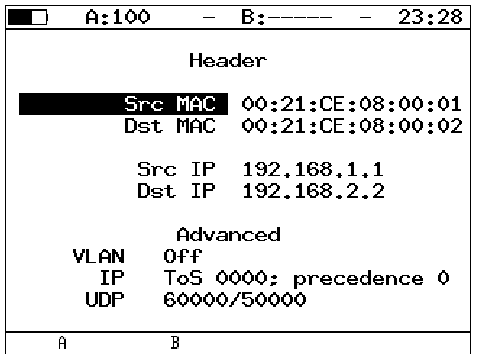 A:100 – B:----- – 23:28
Header
Src MAC 00:21:CE:08:00:01
Dst MAC 00:21:CE:08:00:02
Src IP 192.168.1.1
Dst IP 192.168.2.2
Advanced
VLAN Off
IP ToS 0000; precedence 0
UDP 60000/50000
A B